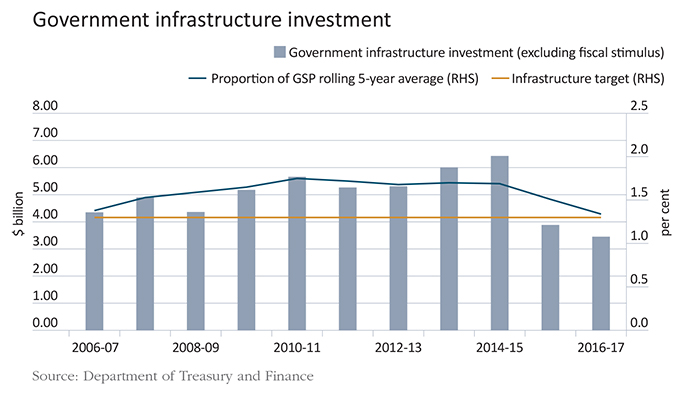 Government infrastructure investment
Government infrastructure investment (excluding fiscal stimulus)
Proportion of GSP rolling 5-year average (RHS) Infrastructure target (RHS)
8.00 2.5
7.00
6.00 2.0
5.00 1.5
4.00
3.00 1.0
2.00
1.00 0.5
0.00 0.0
$ billion
per cent
2006-07 2008-09 2010-11 2012-13 2014-15 2016-17
Source: Department of Treasury and Finance